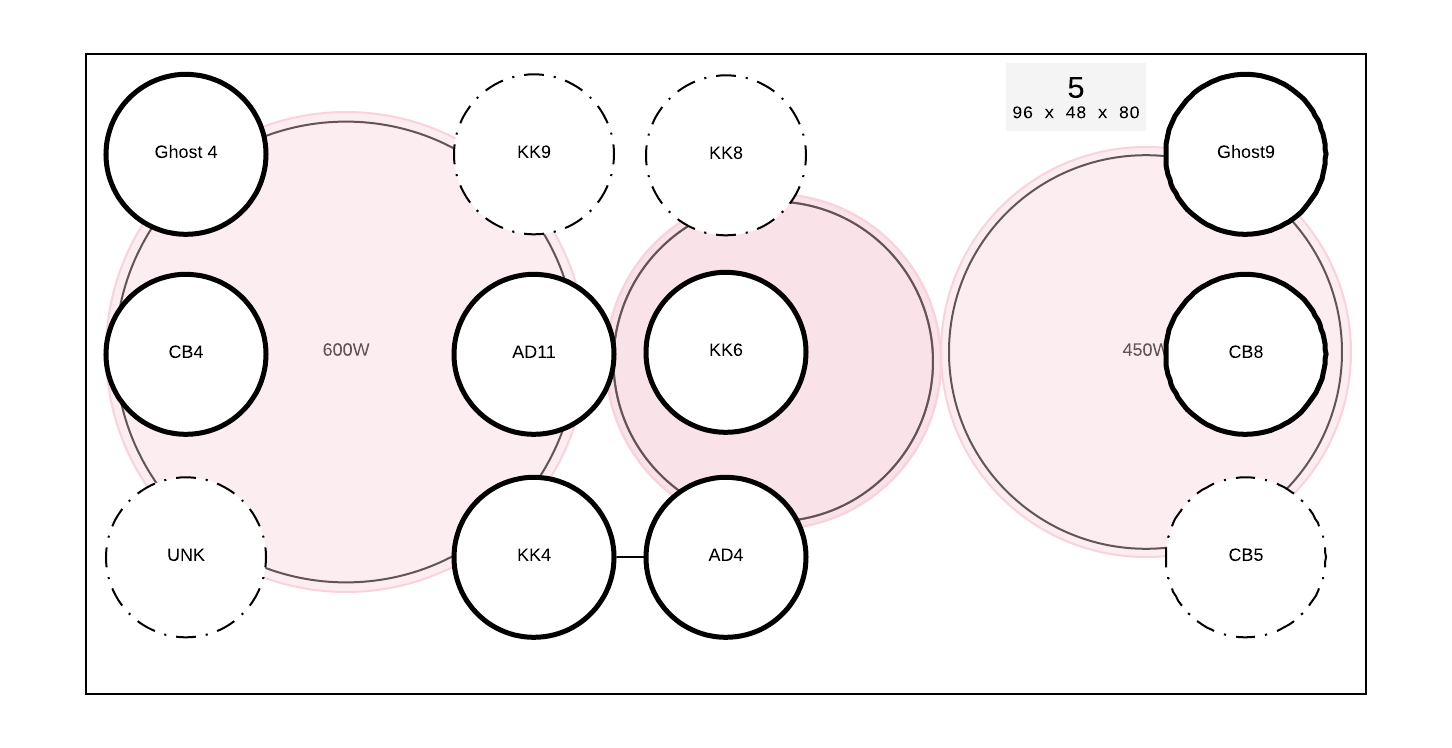 5
96 x 48 x 80
Ghost 4
KK9
KK8
Ghost9
CB4
600W
AD11
KK6
450W
CB8
UNK
KK4
AD4
CB5